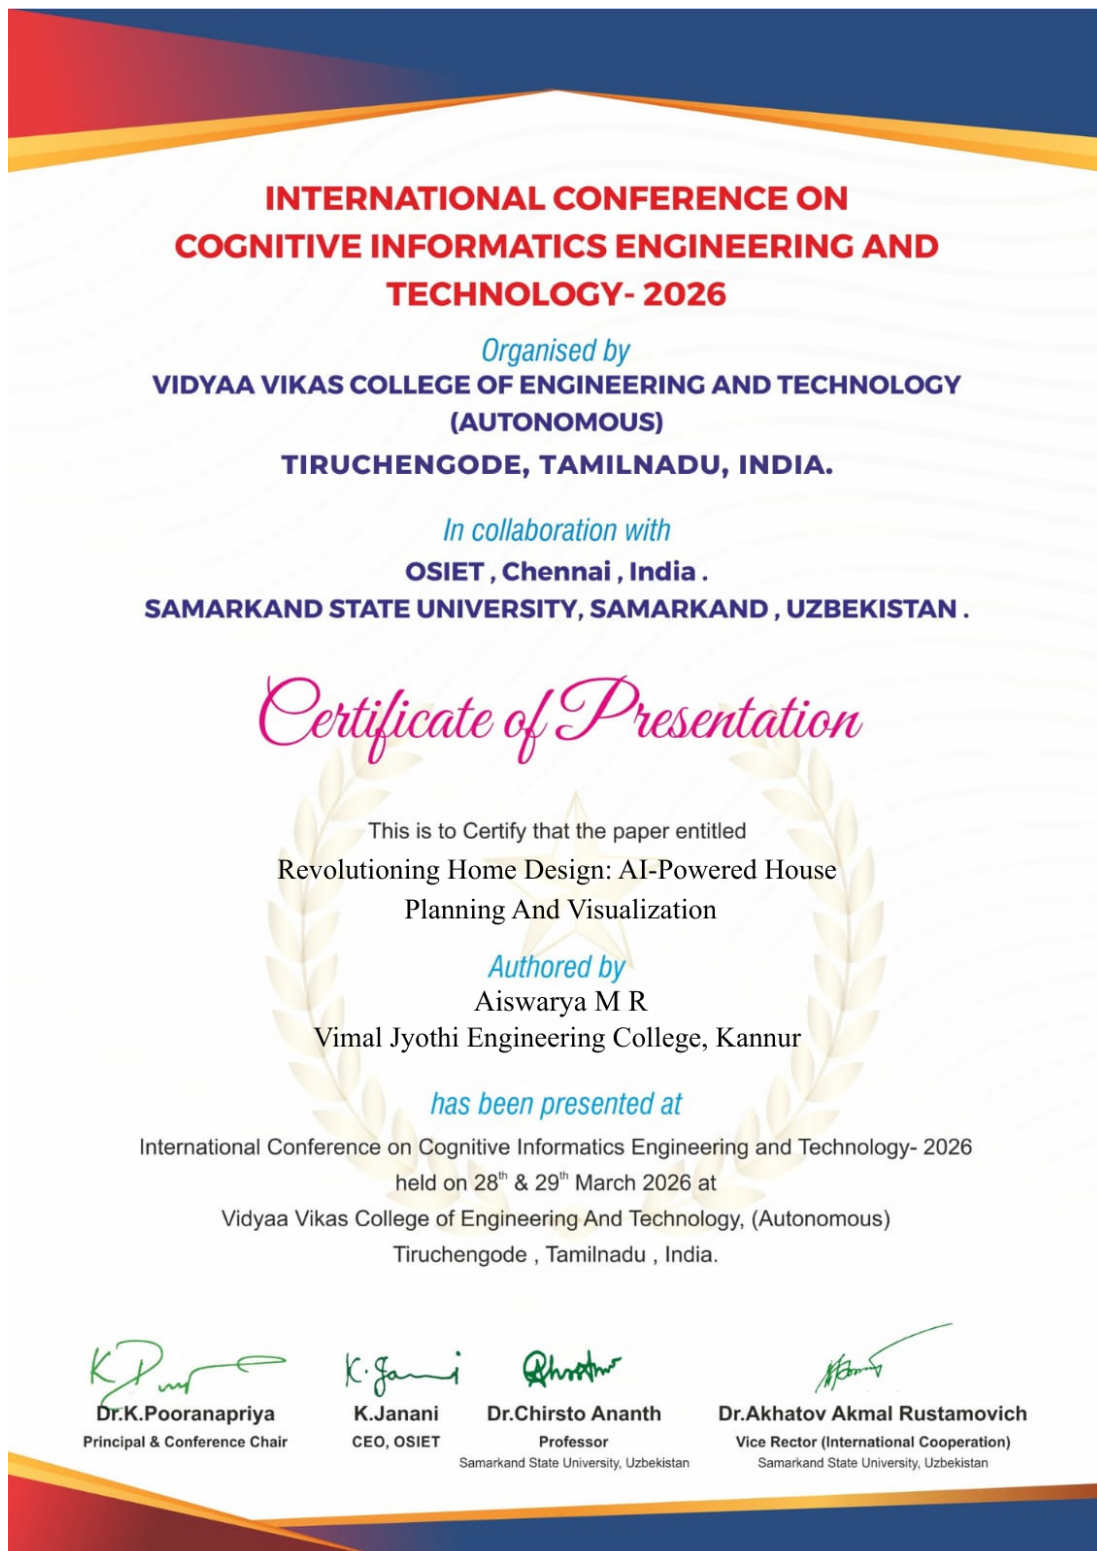 INTERNATIONAL CONFERENCE ON
COGNITIVE INFORMATICS ENGINEERING AND
TECHNOLOGY- 2026
Organised by
VIDYAA VIKAS COLLEGE OF ENGINEERING AND TECHNOLOGY
(AUTONOMOUS)
TIRUCHENGODE, TAMILNADU, INDIA.
In collaboration with
OSIET , Chennai , India .
SAMARKAND STATE UNIVERSITY, SAMARKAND , UZBEKISTAN .
Certificate of Presentation
This is to Certify that the paper entitled
Revolutioning Home Design: AI-Powered House
Planning And Visualization
Authored by
Aiswarya M R
Vimal Jyothi Engineering College, Kannur
has been presented at
International Conference on Cognitive Informatics Engineering and Technology- 2026
held on 28th & 29th March 2026 at
Vidyaa Vikas College of Engineering And Technology, (Autonomous)
Tiruchengode , Tamilnadu , India.
K. Jani
Dr.K.Pooranapriya K.Janani Dr.Chirsto Ananth Dr.Akhatov Akmal Rustamovich
Principal & Conference Chair CEO, OSIET Professor Vice Rector (International Cooperation)
Samarkand State University, Uzbekistan Samarkand State University, Uzbekistan